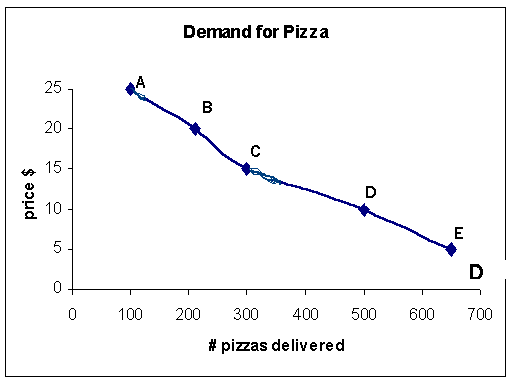 Demand for Pizza
price $
25
20
15
10
5
0
A
B
C
D
E
D
0 100 200 300 400 500 600 700
# pizzas delivered